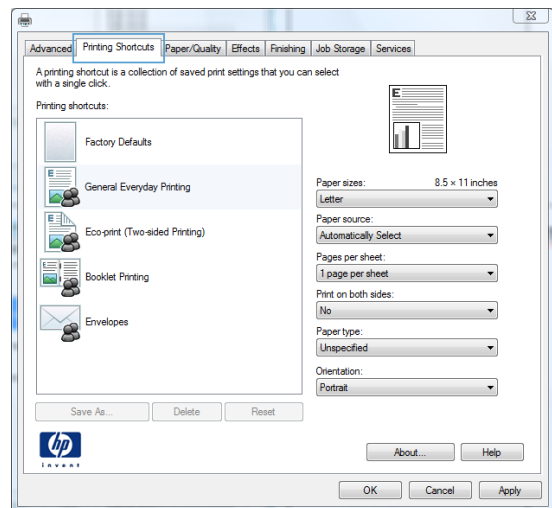 Advanced Printing Shortcuts Paper/Quality Effects Finishing Job Storage Services
A printing shortcut is a collection of saved print settings that you can select
with a single click.
Printing shortcuts:
Factory Defaults
General Everyday Printing
Eco-print (Two-sided Printing)
Booklet Printing
Envelopes
E
Paper sizes: 8.5 × 11 inches
Letter
Paper source:
Automatically Select
Pages per sheet:
1 page per sheet
Print on both sides:
No
Paper type:
Unspecified
Orientation:
Portrait
Save As... Delete Reset
hp
invent
About... Help
OK Cancel Apply